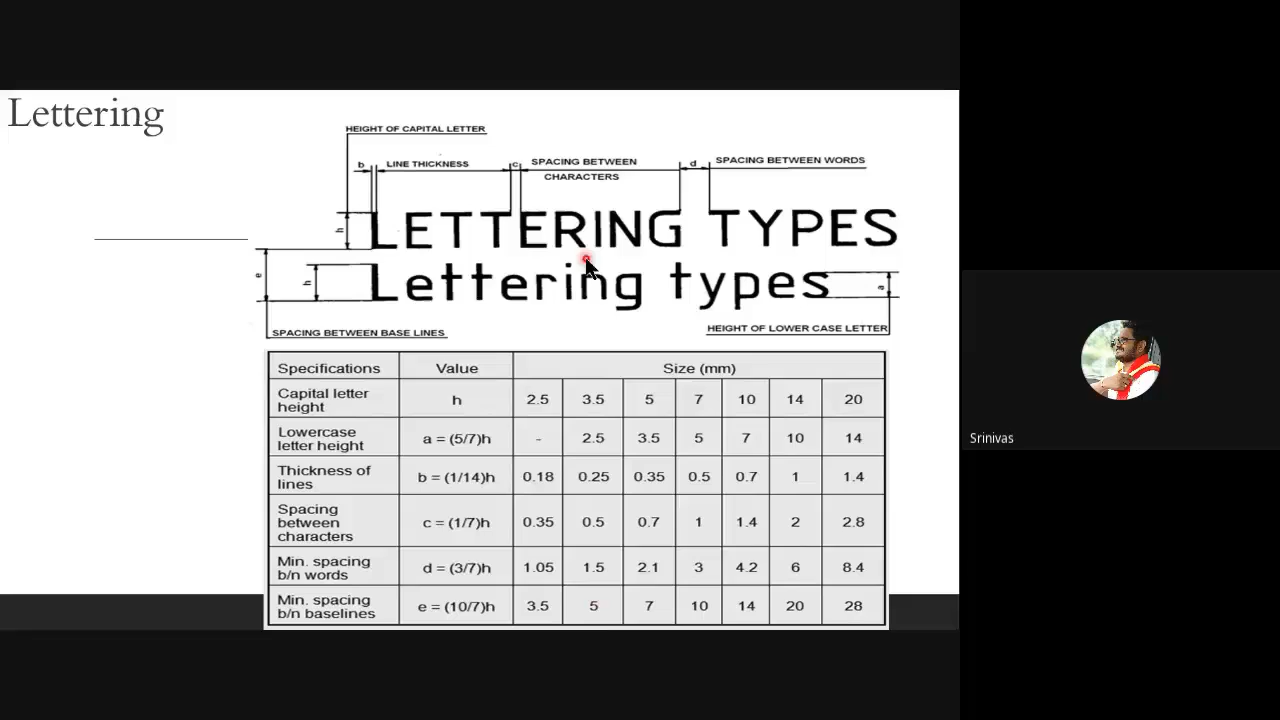 Lettering
HEIGHT OF CAPITAL LETTER
b LINE THICKNESS c SPACING BETWEEN CHARACTERS d SPACING BETWEEN WORDS
h LETTERING TYPES
e h Lettering types a
SPACING BETWEEN BASE LINES HEIGHT OF LOWER CASE LETTER
Specifications Value Size (mm)
Capital letter height h 2.5 3.5 5 7 10 14 20
Lowercase letter height a = (5/7)h - 2.5 3.5 5 7 10 14
Thickness of lines b = (1/14)h 0.18 0.25 0.35 0.5 0.7 1 1.4
Spacing between characters c = (1/7)h 0.35 0.5 0.7 1 1.4 2 2.8
Min. spacing b/n words d = (3/7)h 1.05 1.5 2.1 3 4.2 6 8.4
Min. spacing b/n baselines e = (10/7)h 3.5 5 7 10 14 20 28
Srinivas